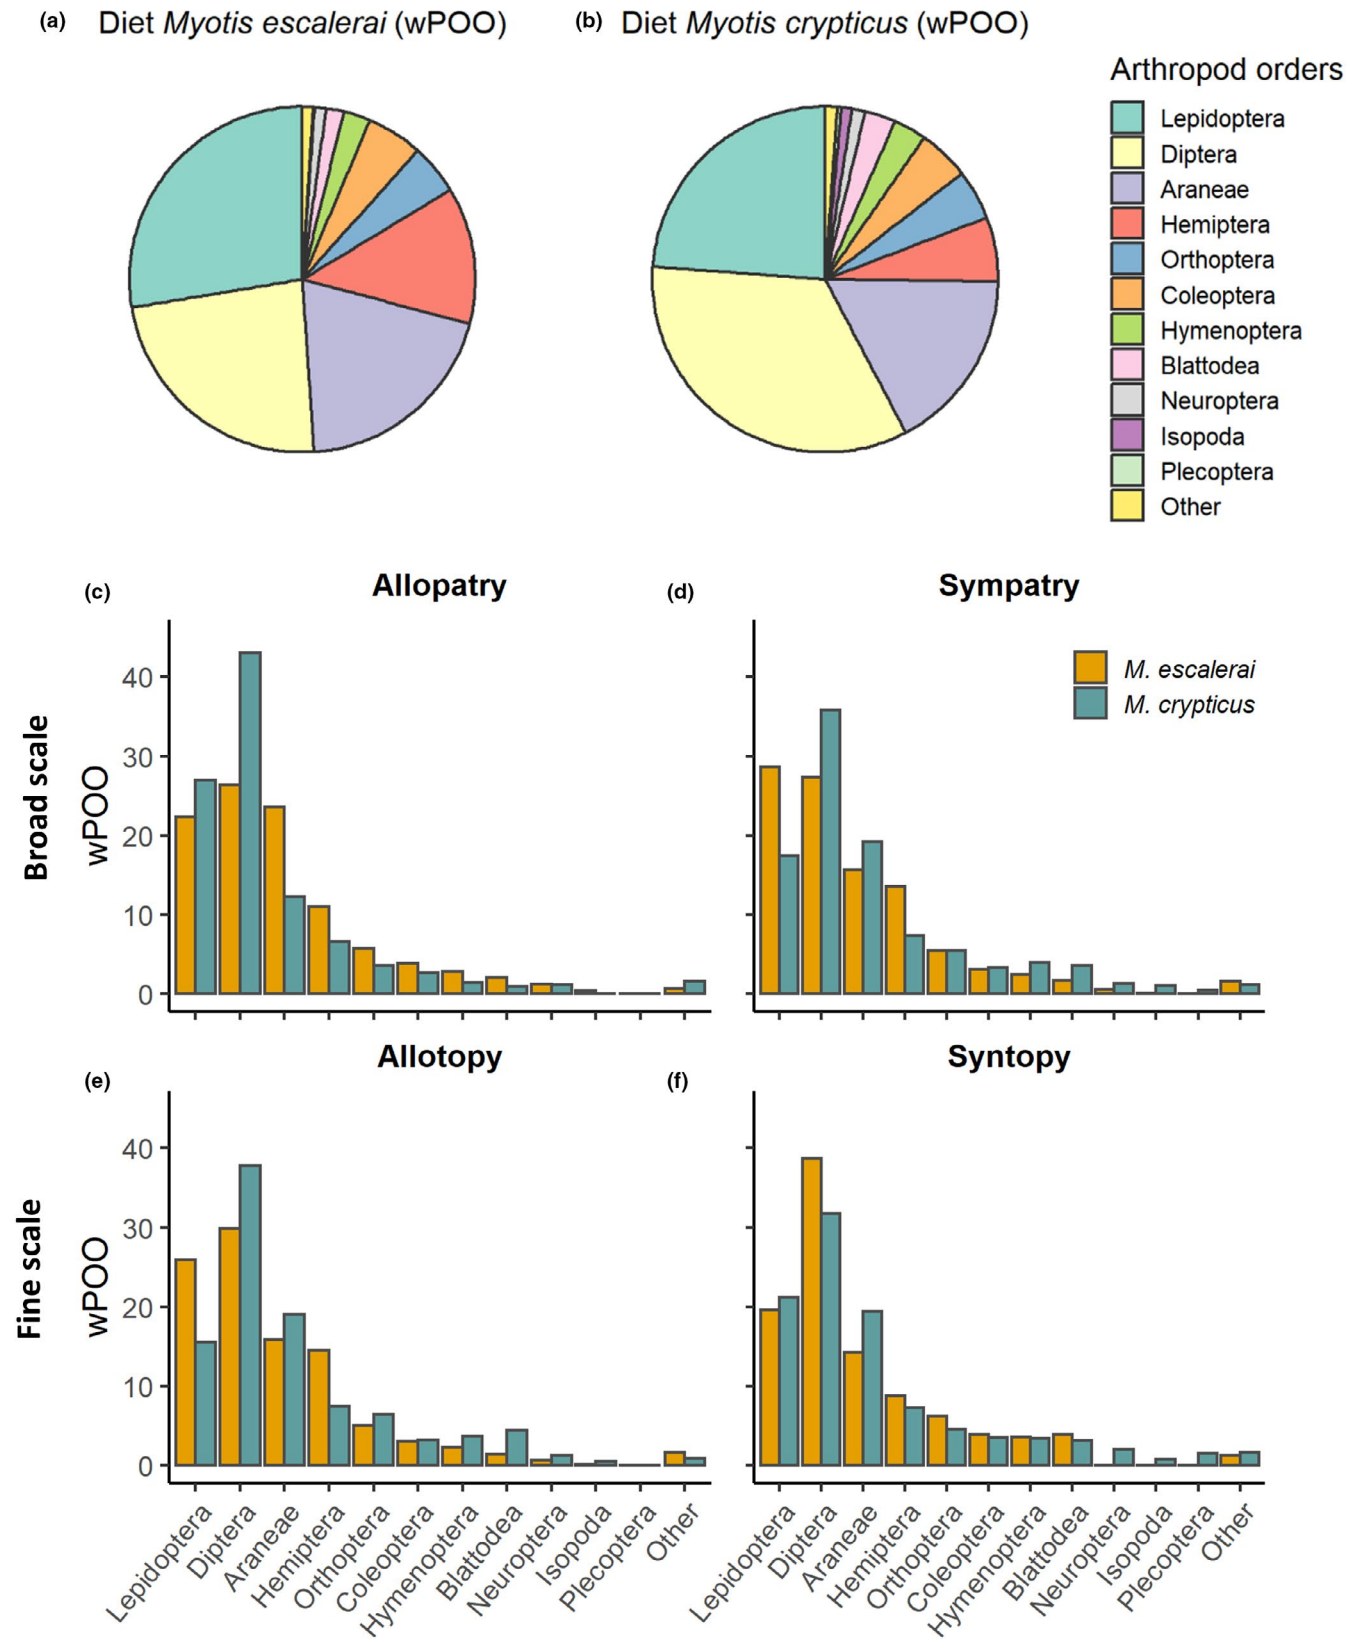 (a) Diet Myotis escalerai (wPOO)
(b) Diet Myotis crypticus (wPOO)
Arthropod orders
Lepidoptera
Diptera
Araneae
Hemiptera
Orthoptera
Coleoptera
Hymenoptera
Blattodea
Neuroptera
Isopoda
Plecoptera
Other
(c) Allopatry
Broad scale
wPOO
40
30
20
10
0
(d) Sympatry
M. escalerai
M. crypticus
(e) Allotopy
Fine scale
wPOO
40
30
20
10
0
Lepidoptera
Diptera
Araneae
Hemiptera
Orthoptera
Coleoptera
Hymenoptera
Blattodea
Neuroptera
Isopoda
Plecoptera
Other
(f) Syntopy
Lepidoptera
Diptera
Araneae
Hemiptera
Orthoptera
Coleoptera
Hymenoptera
Blattodea
Neuroptera
Isopoda
Plecoptera
Other